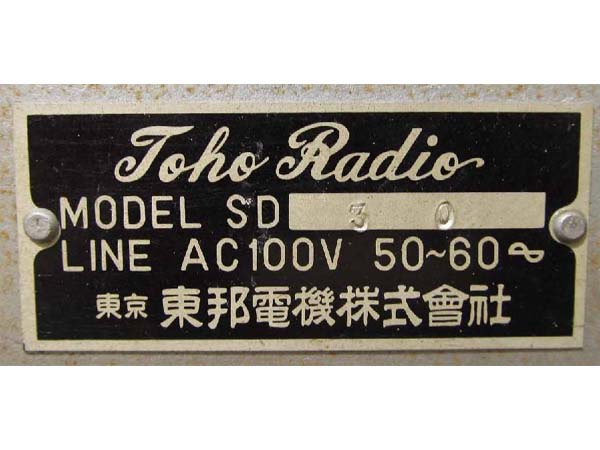 Toho Radio
MODEL SD 3 0
LINE AC100V 50~60∾
東京 東邦電機株式會社